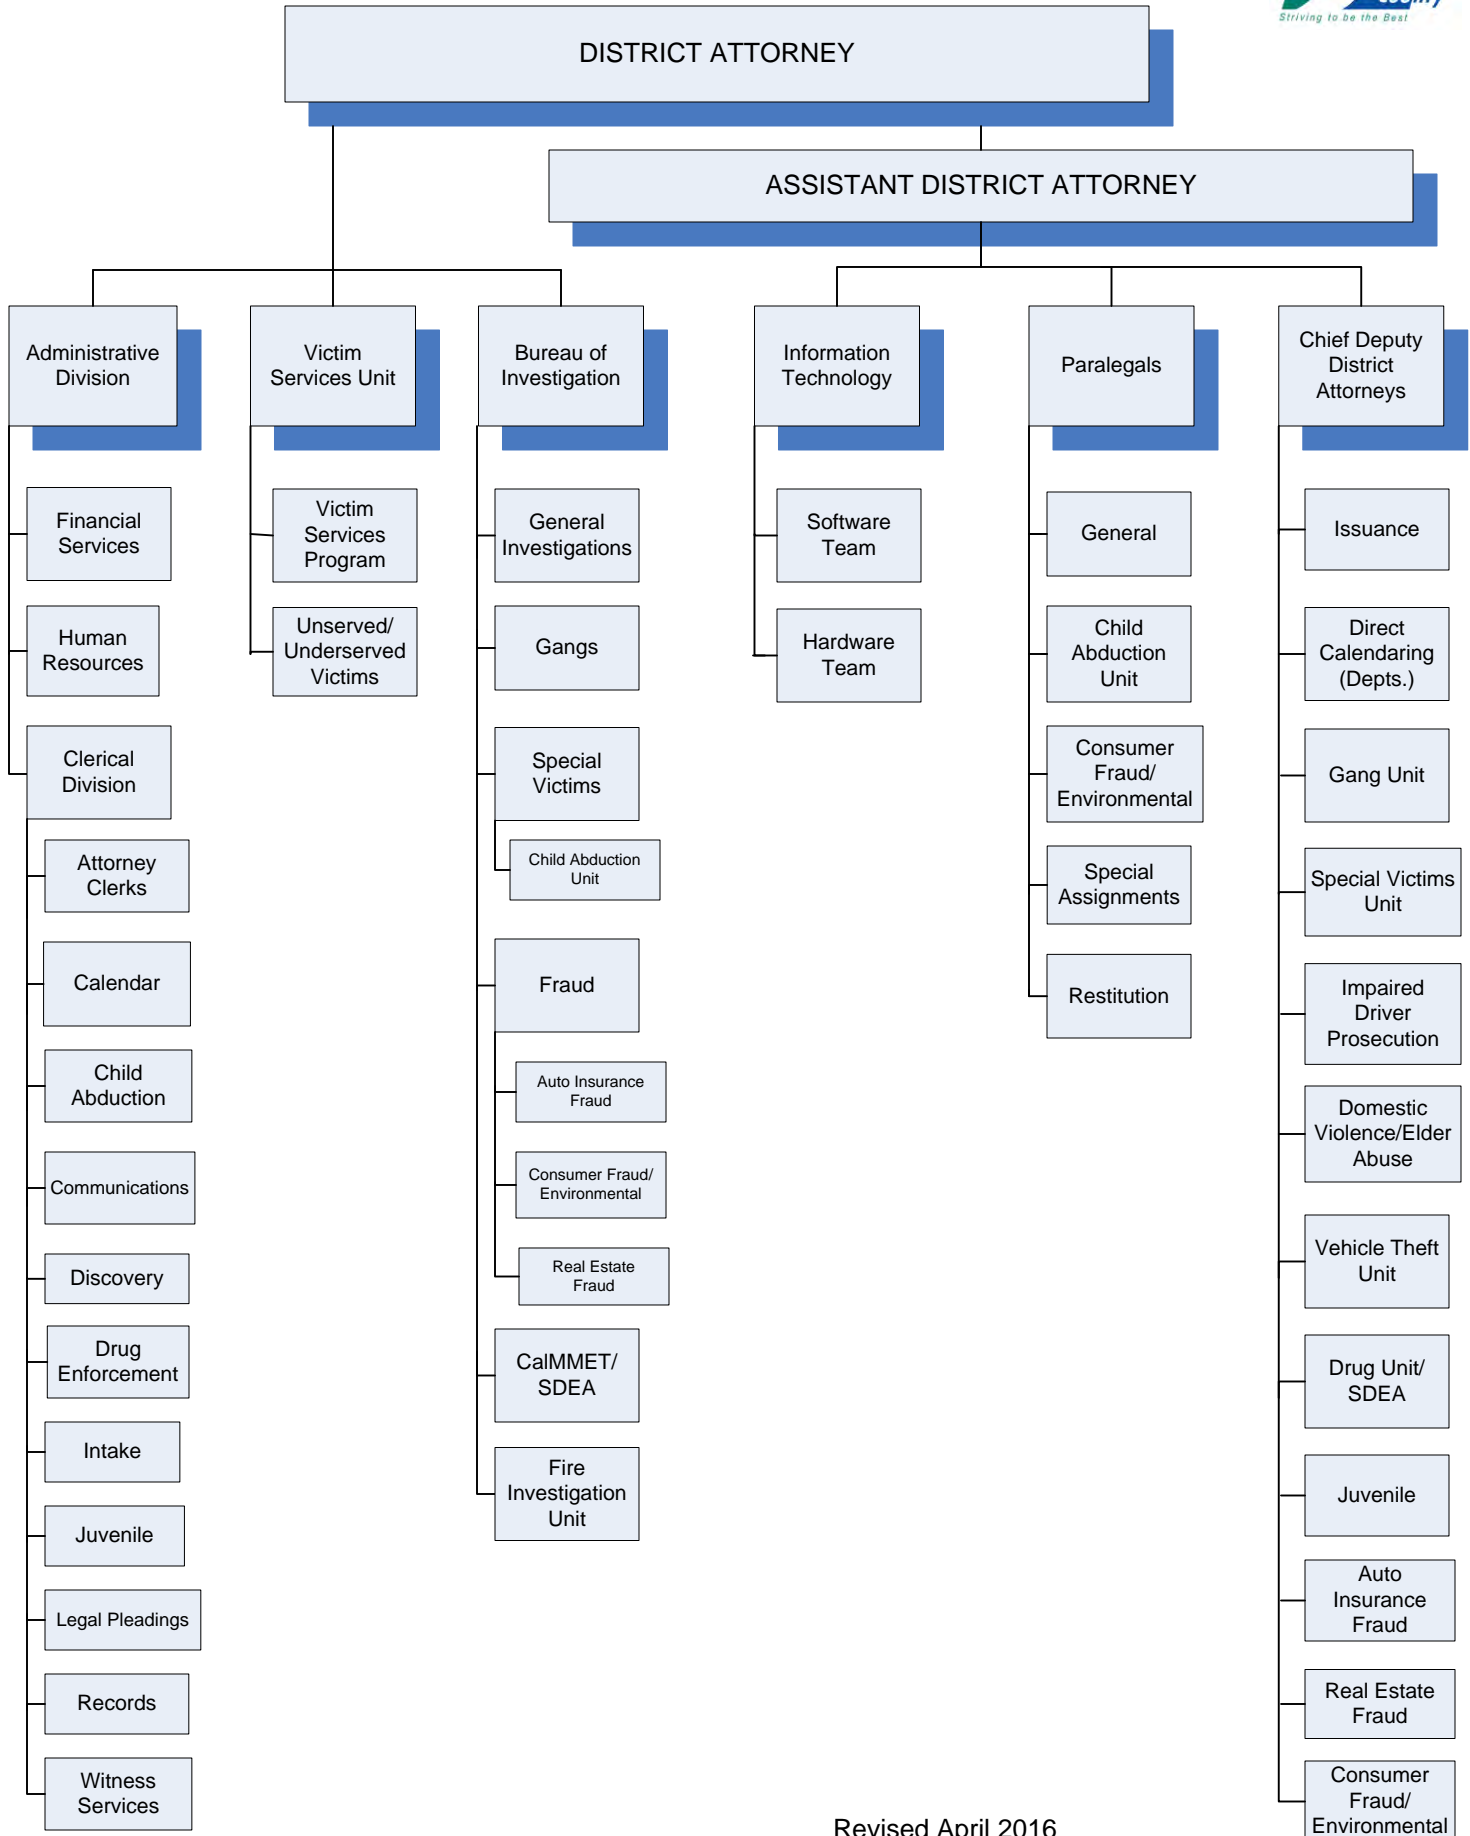 county
Striving to be the Best
DISTRICT ATTORNEY
ASSISTANT DISTRICT ATTORNEY
Administrative
Division
Victim
Services Unit
Bureau of
Investigation
Information
Technology
Paralegals
Chief Deputy
District
Attorneys
Financial
Services
Human
Resources
Clerical
Division
Attorney
Clerks
Calendar
Child
Abduction
Communications
Discovery
Drug
Enforcement
Intake
Juvenile
Legal Pleadings
Records
Witness
Services
Victim
Services
Program
Unserved/
Underserved
Victims
General
Investigations
Gangs
Special
Victims
Child Abduction
Unit
Fraud
Auto Insurance
Fraud
Consumer Fraud/
Environmental
Real Estate
Fraud
CalMMET/
SDEA
Fire
Investigation
Unit
Software
Team
Hardware
Team
General
Child
Abduction
Unit
Consumer
Fraud/
Environmental
Special
Assignments
Restitution
Issuance
Direct
Calendaring
(Depts.)
Gang Unit
Special Victims
Unit
Impaired
Driver
Prosecution
Domestic
Violence/Elder
Abuse
Vehicle Theft
Unit
Drug Unit/
SDEA
Juvenile
Auto
Insurance
Fraud
Real Estate
Fraud
Consumer
Fraud/
Environmental
Revised April 2016